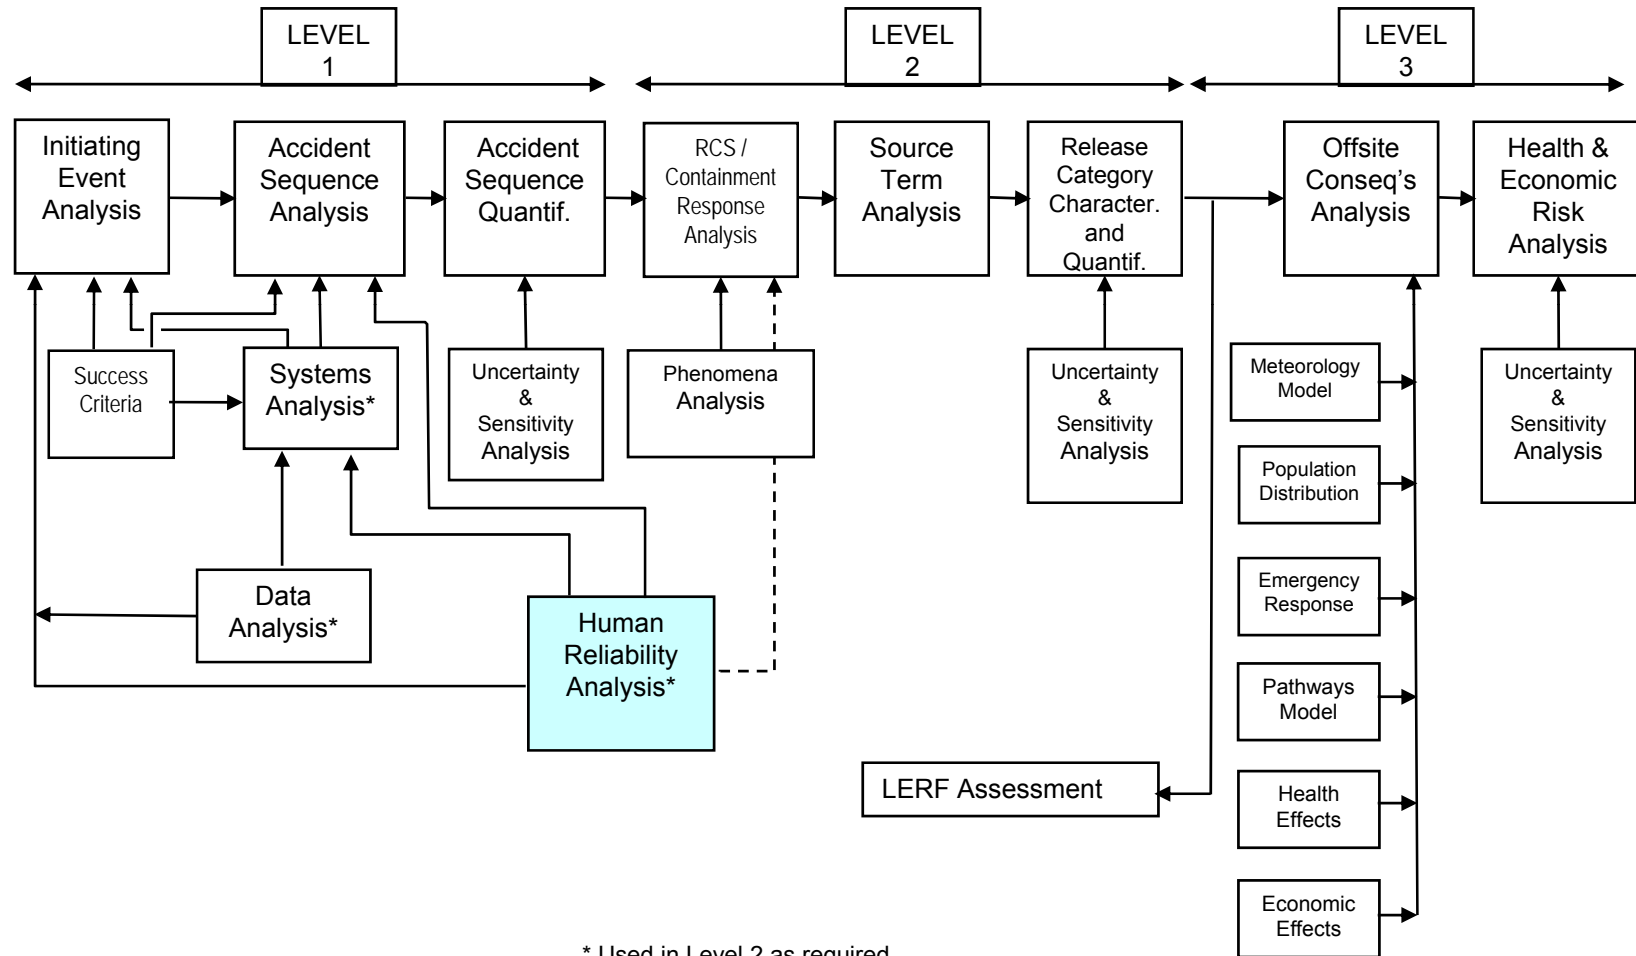 LEVEL
1
LEVEL
2
LEVEL
3
Initiating
Event
Analysis
Accident
Sequence
Analysis
Accident
Sequence
Quantif.
RCS /
Containment
Response
Analysis
Source
Term
Analysis
Release
Category
Character.
and
Quantif.
Offsite
Conseq's
Analysis
Health &
Economic
Risk
Analysis
Success
Criteria
Systems
Analysis*
Uncertainty
&
Sensitivity
Analysis
Phenomena
Analysis
Uncertainty
&
Sensitivity
Analysis
Meteorology
Model
Uncertainty
&
Sensitivity
Analysis
Population
Distribution
Data
Analysis*
Human
Reliability
Analysis*
Emergency
Response
Pathways
Model
LERF Assessment
Health
Effects
Economic
Effects
* Used in Level 2 as required